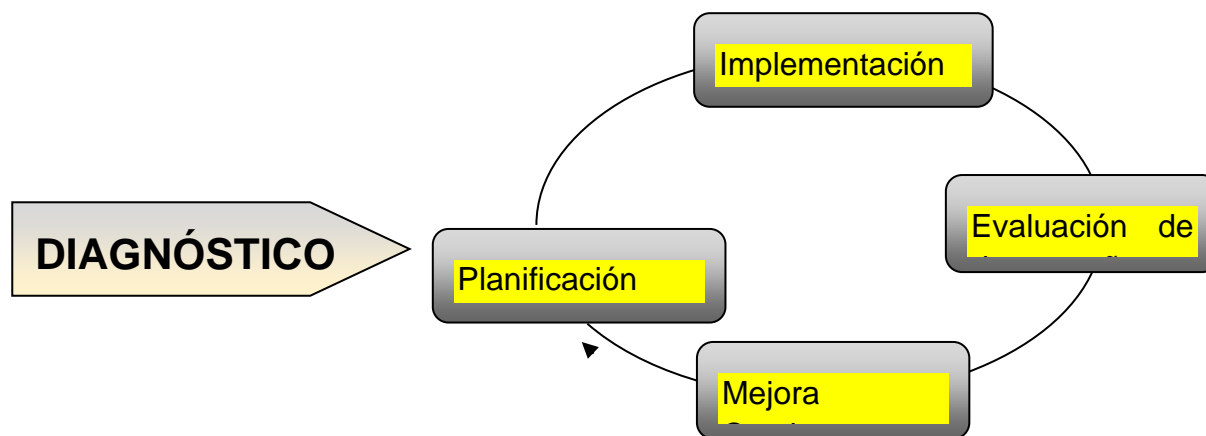 Implementación
Evaluación de
DIAGNÓSTICO
Planificación
Mejora